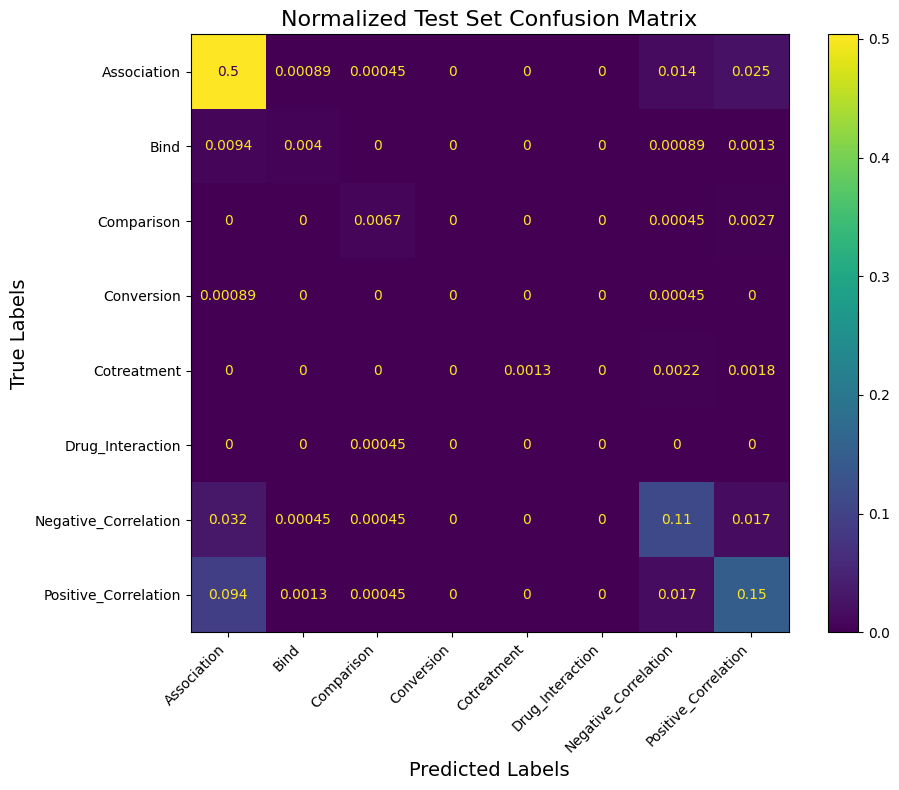 Normalized Test Set Confusion Matrix
True Labels
Association 0.5 0.00089 0.00045 0 0 0 0.014 0.025
Bind 0.0094 0.004 0 0 0 0 0.00089 0.0013
Comparison 0 0 0.0067 0 0 0 0.00045 0.0027
Conversion 0.00089 0 0 0 0 0 0.00045 0
Cotreatment 0 0 0 0 0.0013 0 0.0022 0.0018
Drug_Interaction 0 0 0.00045 0 0 0 0 0
Negative_Correlation 0.032 0.00045 0.00045 0 0 0 0.11 0.017
Positive_Correlation 0.094 0.0013 0.00045 0 0 0 0.017 0.15
Association
Bind
Comparison
Conversion
Cotreatment
Drug_Interaction
Negative_Correlation
Positive_Correlation
Predicted Labels
0.5
0.4
0.3
0.2
0.1
0.0